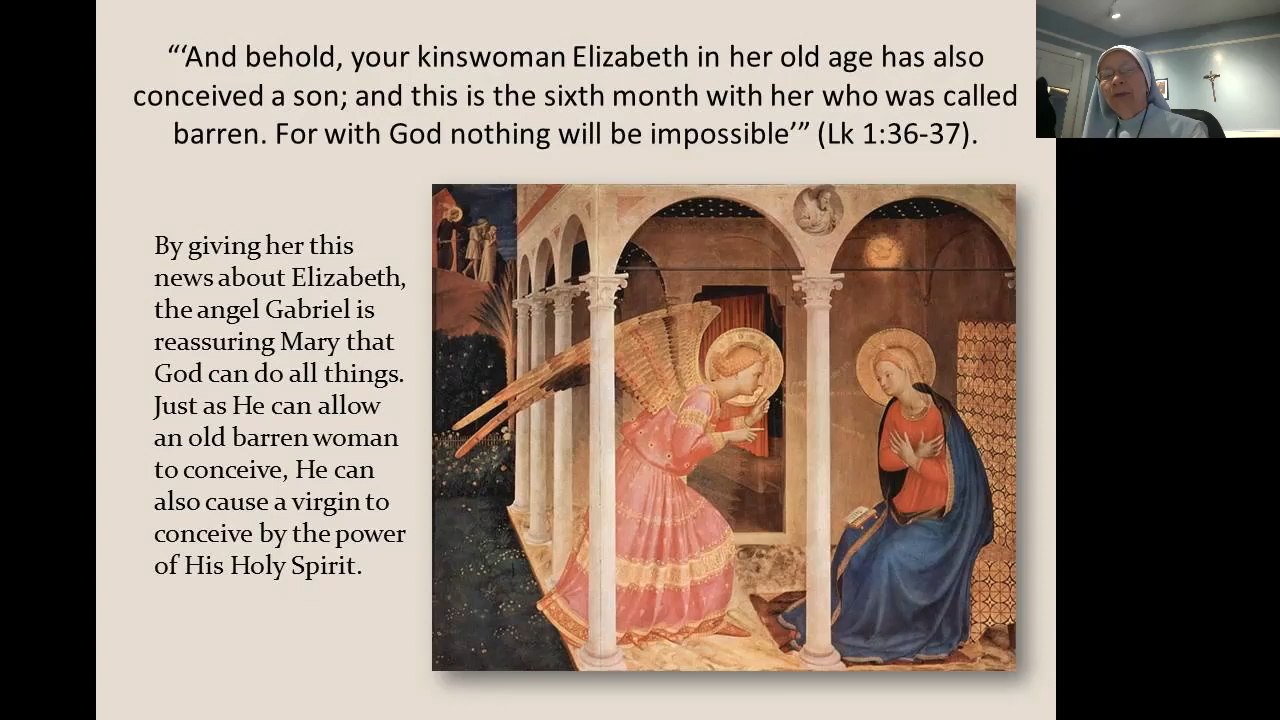 “‘And behold, your kinswoman Elizabeth in her old age has also
conceived a son; and this is the sixth month with her who was called
barren. For with God nothing will be impossible’” (Lk 1:36-37).
By giving her this
news about Elizabeth,
the angel Gabriel is
reassuring Mary that
God can do all things.
Just as He can allow
an old barren woman
to conceive, He can
also cause a virgin to
conceive by the power
of His Holy Spirit.